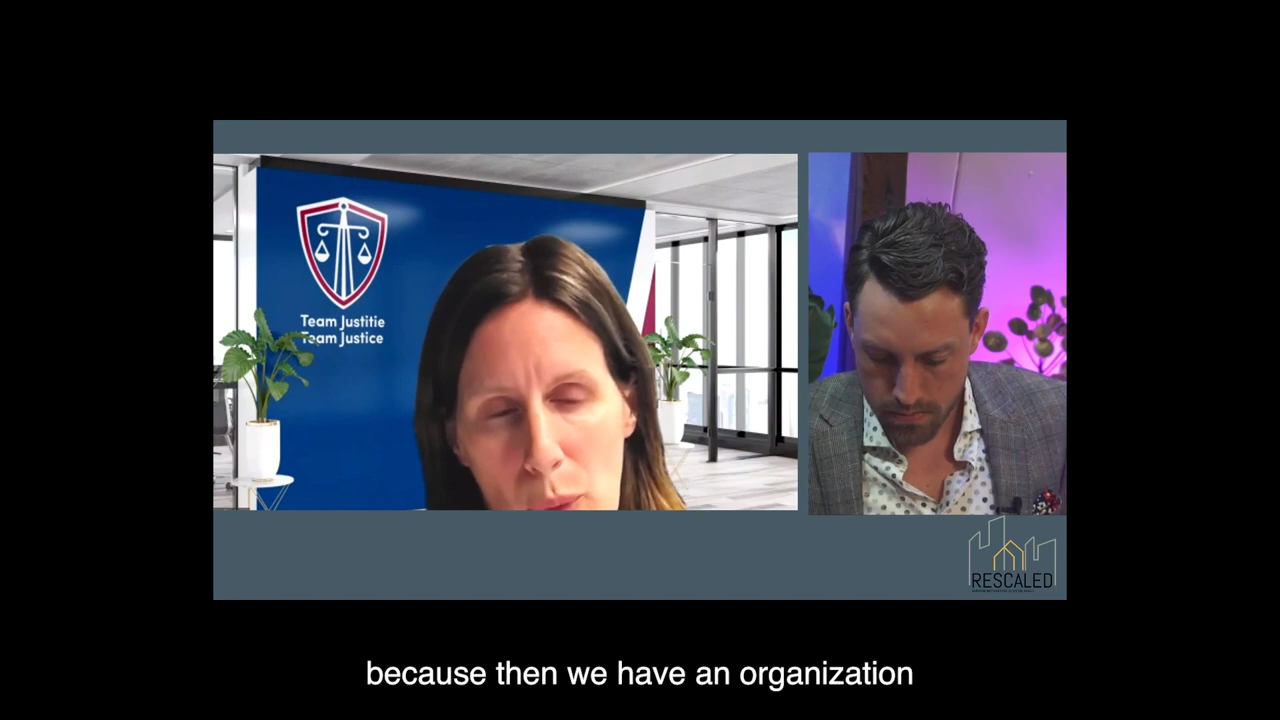 Team Justitie
Team Justice
RESCALED
because then we have an organization